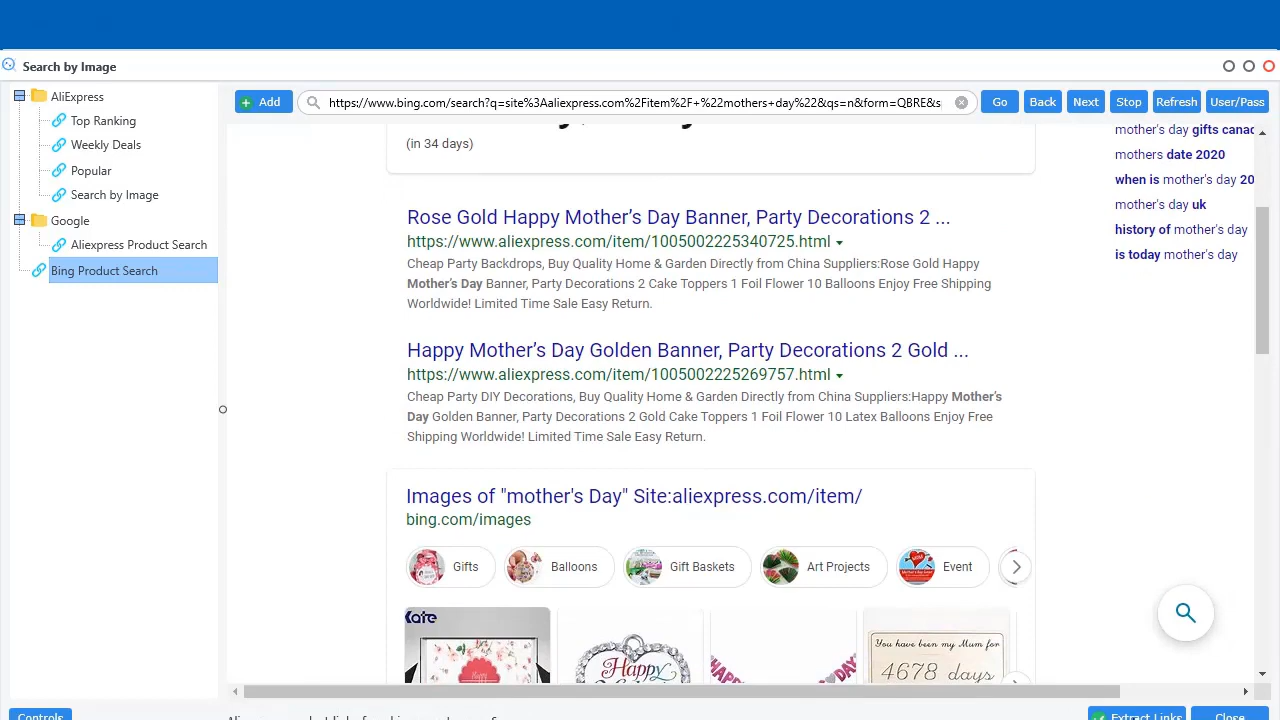 Search by Image
AliExpress
Top Ranking
Weekly Deals
Popular
Search by Image
Google
Aliexpress Product Search
Bing Product Search
Add
https://www.bing.com/search?q=site%3Aaliexpress.com%2Fitem%2F+%22mothers+day%22&qs=n&form=QBRE&s
Go
Back
Next
Stop
Refresh
User/Pass
(in 34 days)
Rose Gold Happy Mother’s Day Banner, Party Decorations 2 ...
https://www.aliexpress.com/item/1005002225340725.html
Cheap Party Backdrops, Buy Quality Home & Garden Directly from China Suppliers:Rose Gold Happy
Mother’s Day Banner, Party Decorations 2 Cake Toppers 1 Foil Flower 10 Balloons Enjoy Free Shipping
Worldwide! Limited Time Sale Easy Return.
Happy Mother’s Day Golden Banner, Party Decorations 2 Gold ...
https://www.aliexpress.com/item/1005002225269757.html
Cheap Party DIY Decorations, Buy Quality Home & Garden Directly from China Suppliers:Happy Mother’s
Day Golden Banner, Party Decorations 2 Gold Cake Toppers 1 Foil Flower 10 Latex Balloons Enjoy Free
Shipping Worldwide! Limited Time Sale Easy Return.
Images of "mother's Day" Site:aliexpress.com/item/
bing.com/images
Gifts
Balloons
Gift Baskets
Art Projects
Event
Kate
Happy
You have been my Mum for
4678 days
mother's day gifts canac
mothers date 2020
when is mother's day 20
mother's day uk
history of mother's day
is today mother's day
Controls
Extract Links
Close